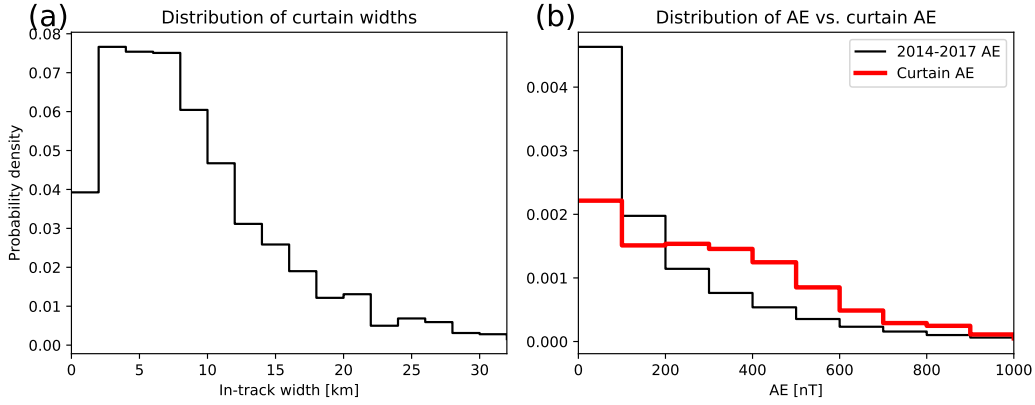 (a)
Distribution of curtain widths
Probability density
0.08
0.07
0.06
0.05
0.04
0.03
0.02
0.01
0.00
0 5 10 15 20 25 30
In-track width [km]
(b)
Distribution of AE vs. curtain AE
2014-2017 AE
Curtain AE
0.004
0.003
0.002
0.001
0.000
0 200 400 600 800 1000
AE [nT]